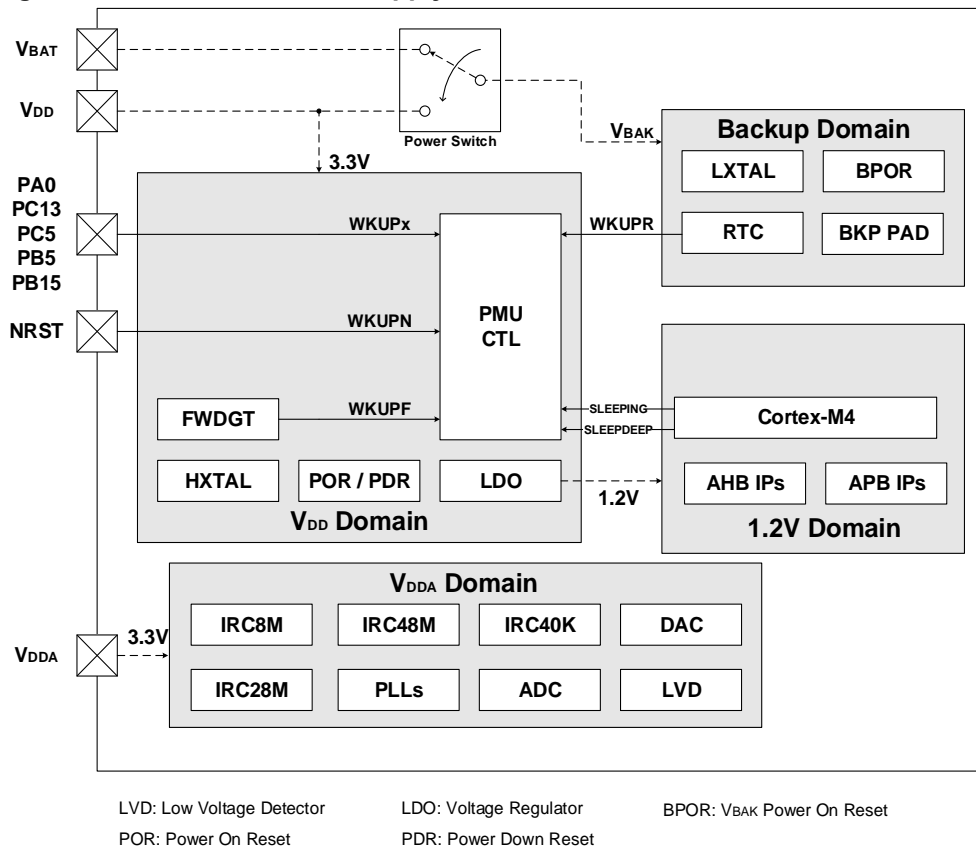 VBAT
VDD
Power Switch
3.3V
VBAK
Backup Domain
LXTAL
BPOR
RTC
BKP PAD
PA0
PC13
PC5
PB5
PB15
WKUPx
WKUPR
NRST
WKUPN
PMU
CTL
FWDGT
WKUPF
SLEEPING
SLEEPDEEP
Cortex-M4
HXTAL
POR / PDR
LDO
1.2V
AHB IPs
APB IPs
VDD Domain
1.2V Domain
VDDA Domain
VDDA
3.3V
IRC8M
IRC48M
IRC40K
DAC
IRC28M
PLLs
ADC
LVD
LVD: Low Voltage Detector
LDO: Voltage Regulator
BPOR: VBAK Power On Reset
POR: Power On Reset
PDR: Power Down Reset